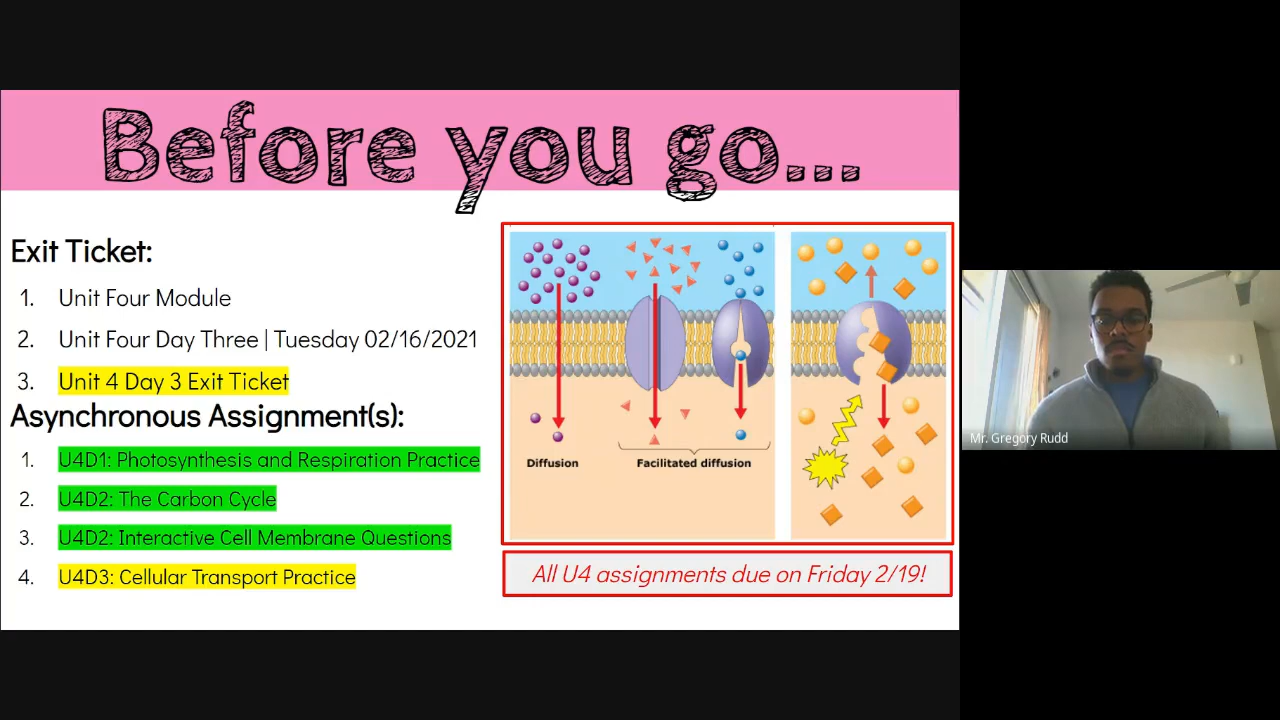 Before you go...
Exit Ticket:
1. Unit Four Module
2. Unit Four Day Three | Tuesday 02/16/2021
3. Unit 4 Day 3 Exit Ticket
Asynchronous Assignment(s):
1. U4D1: Photosynthesis and Respiration Practice
2. U4D2: The Carbon Cycle
3. U4D2: Interactive Cell Membrane Questions
4. U4D3: Cellular Transport Practice
Diffusion
Facilitated diffusion
All U4 assignments due on Friday 2/19!
Mr. Gregory Rudd